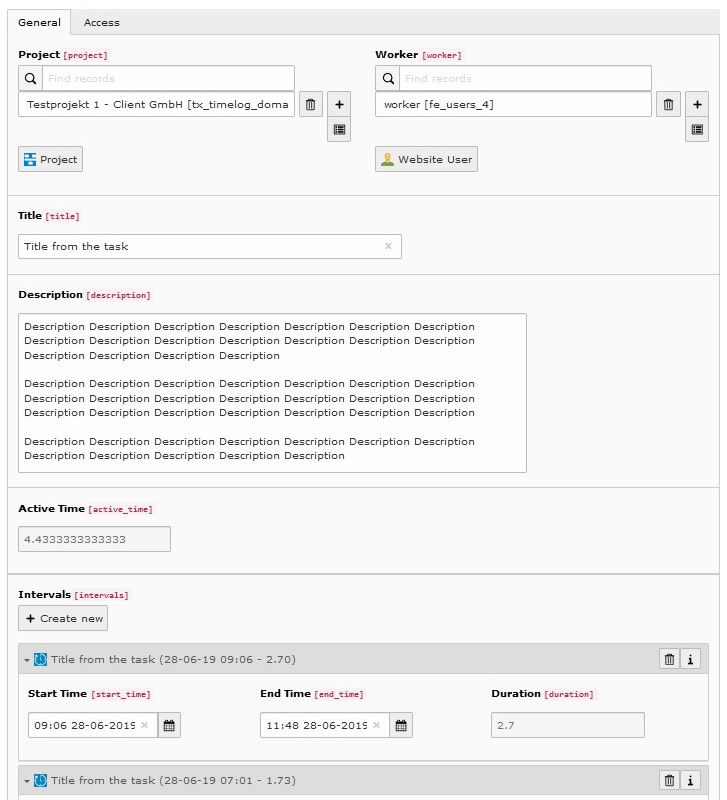 General Access
Project [project] Worker [worker]
Find records Find records
Testprojekt 1 - Client GmbH [tx_timelog_doma worker [fe_users_4]
Project Website User
Title [title]
Title from the task
Description [description]
Description Description Description Description Description Description Description
Description Description Description Description Description Description Description
Description Description Description Description
Description Description Description Description Description Description Description
Description Description Description Description Description Description Description
Description Description Description Description Description Description Description
Description Description Description Description Description Description Description
Description Description Description Description Description
Active Time [active_time]
4.4333333333333
Intervals [intervals]
+ Create new
Title from the task (28-06-19 09:06 - 2.70)
Start Time [start_time] End Time [end_time] Duration [duration]
09:06 28-06-2019 11:48 28-06-2019 2.7
Title from the task (28-06-19 07:01 - 1.73)